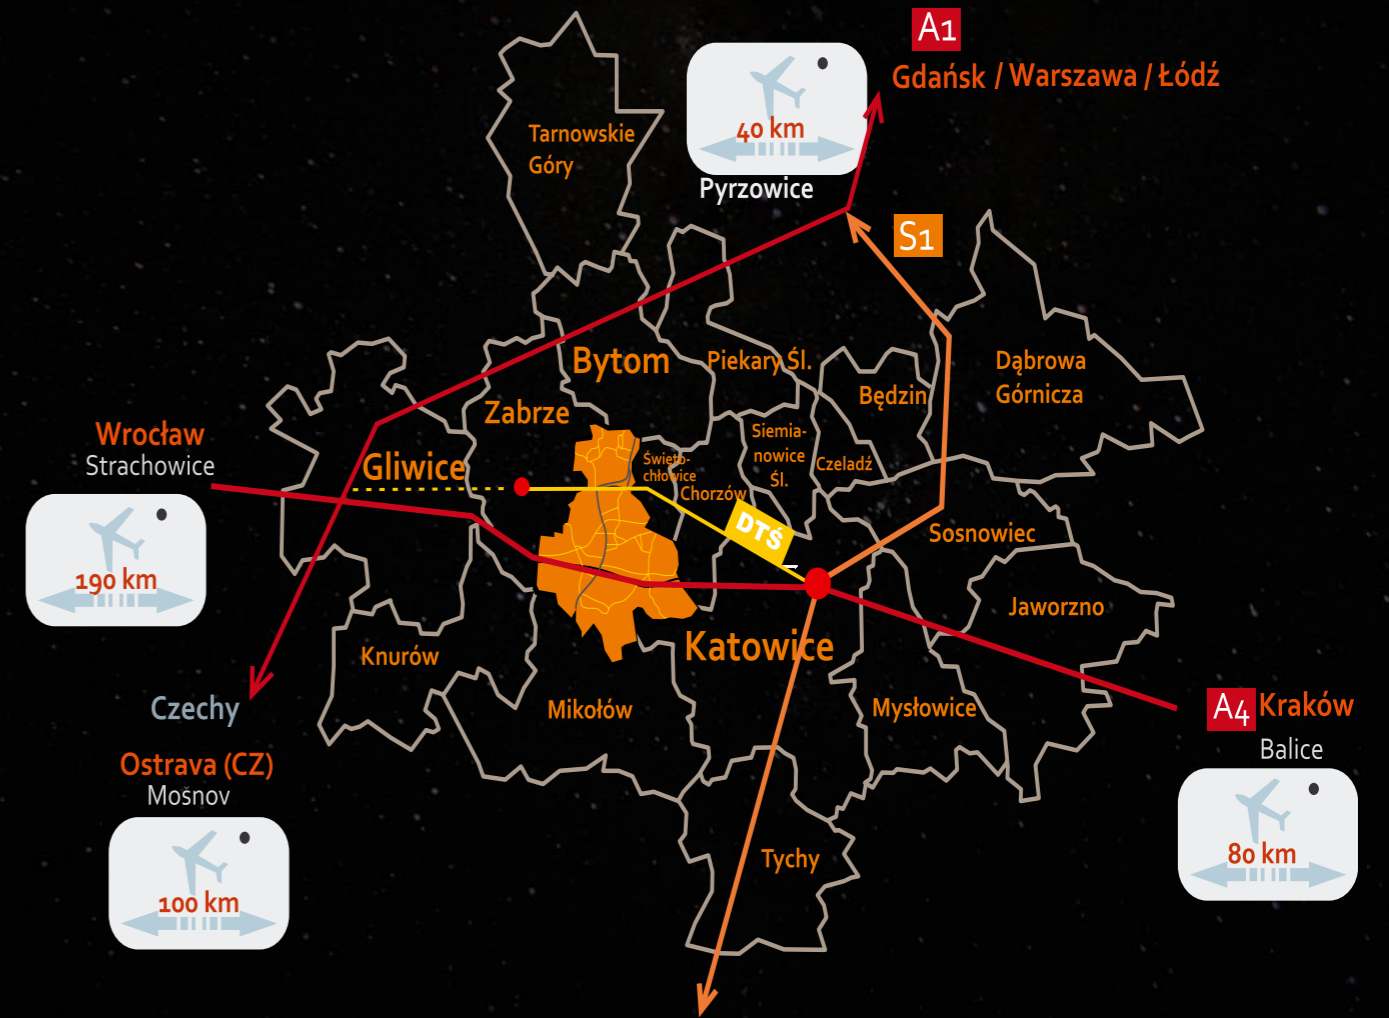 A1
Gdańsk / Warszawa / Łódź
40 km
Pyrzowice
S1
Tarnowskie
Góry
Bytom
Piekary Śl.
Będzin
Dąbrowa
Górnicza
Zabrze
Wrocław
Strachowice
190 km
Gliwice
Święto-
chłowice
Chorzów
Siemia-
nowice
Śl.
Czeladź
DTŚ
Sosnowiec
Jaworzno
Knurów
Katowice
Mikołów
Mysłowice
A4 Kraków
Balice
80 km
Czechy
Ostrava (CZ)
Mošnov
100 km
Tychy